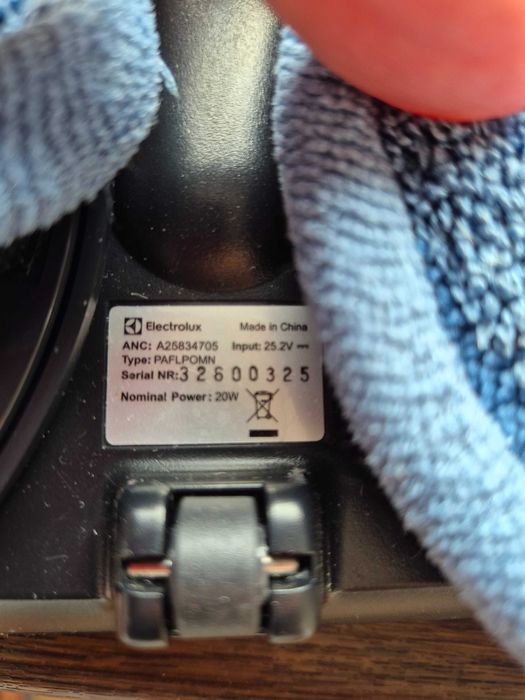 Electrolux Made in China
ANC: A25834705 Input: 25.2V
Type: PAFLPOMN
Serial NR:32600325
Nominal Power: 20W